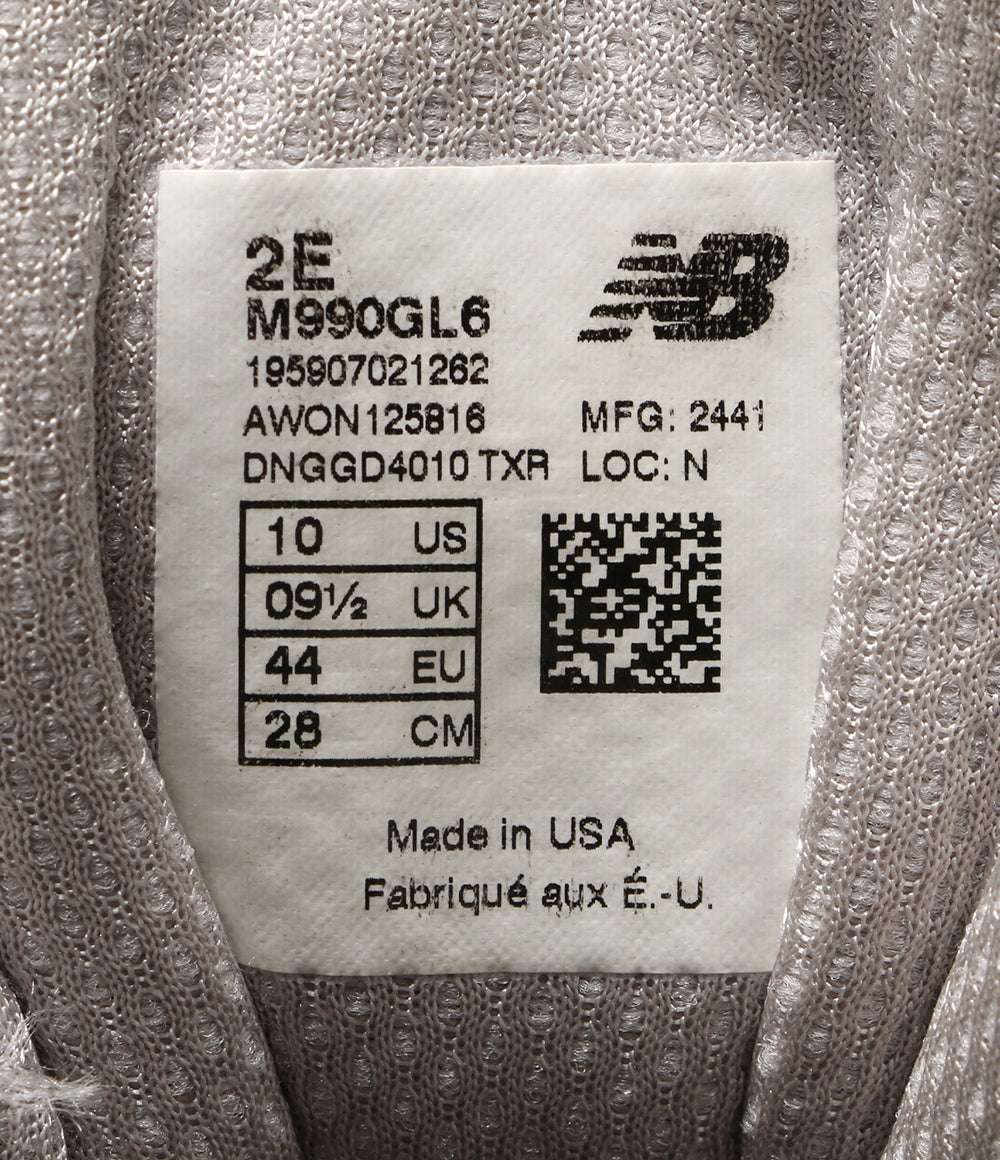 2E
M990GL6
NB
195907021262
AWON125816 MFG: 2441
DNGGD4010 TXR LOC: N
10 US
09½ UK
44 EU
28 CM
Made in USA
Fabriqué aux É.-U.